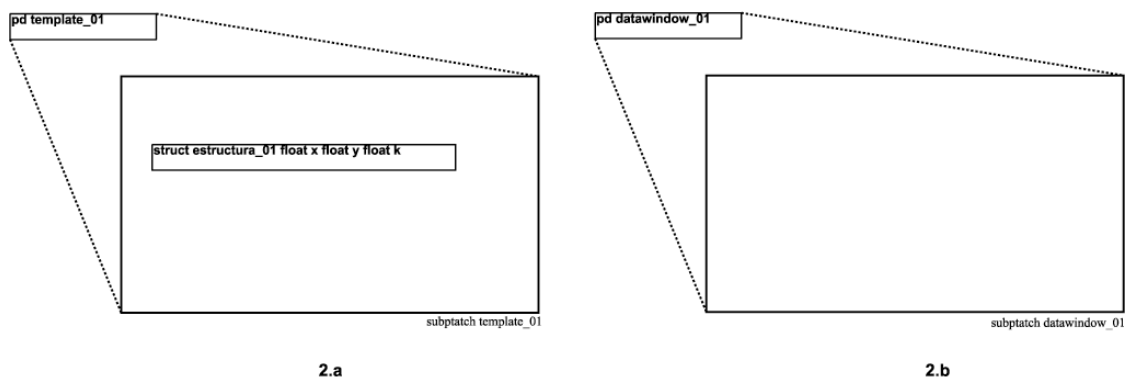 pd template_01
struct estructura_01 float x float y float k
subptatch template_01
2.a
pd datawindow_01
subptatch datawindow_01
2.b